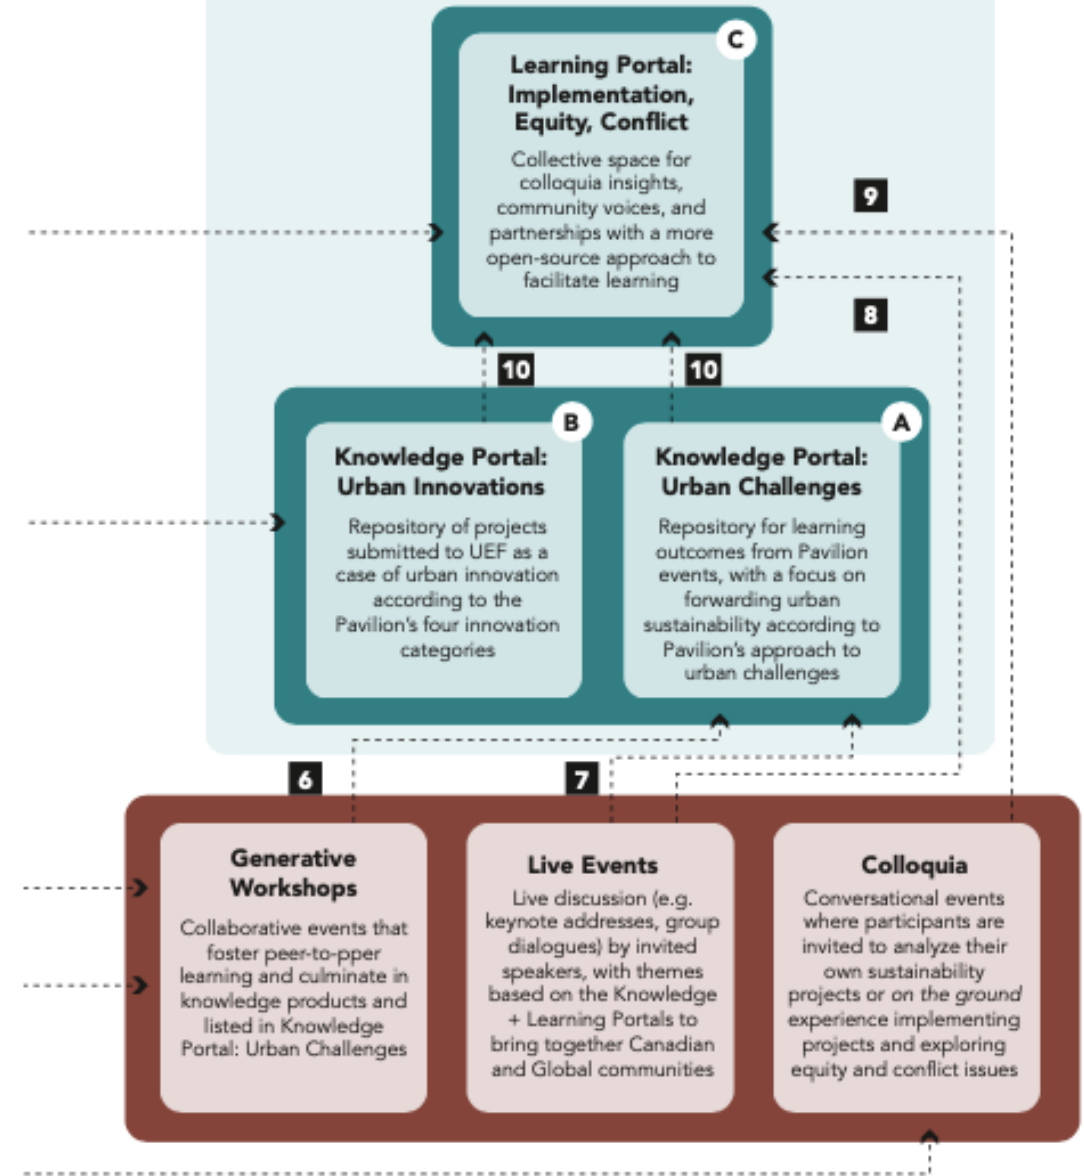 C
Learning Portal:
Implementation,
Equity, Conflict
Collective space for
colloquia insights,
community voices, and
partnerships with a more
open-source approach to
facilitate learning
9
8
10
10
B
Knowledge Portal:
Urban Innovations
Repository of projects
submitted to UEF as a
case of urban innovation
according to the
Pavilion's four innovation
categories
A
Knowledge Portal:
Urban Challenges
Repository for learning
outcomes from Pavilion
events, with a focus on
forwarding urban
sustainability according to
Pavilion's approach to
urban challenges
6
7
Generative
Workshops
Collaborative events that
foster peer-to-pper
learning and culminate in
knowledge products and
listed in Knowledge
Portal: Urban Challenges
Live Events
Live discussion (e.g.
keynote addresses, group
dialogues) by invited
speakers, with themes
based on the Knowledge
+ Learning Portals to
bring together Canadian
and Global communities
Colloquia
Conversational events
where participants are
invited to analyze their
own sustainability
projects or on the ground
experience implementing
projects and exploring
equity and conflict issues